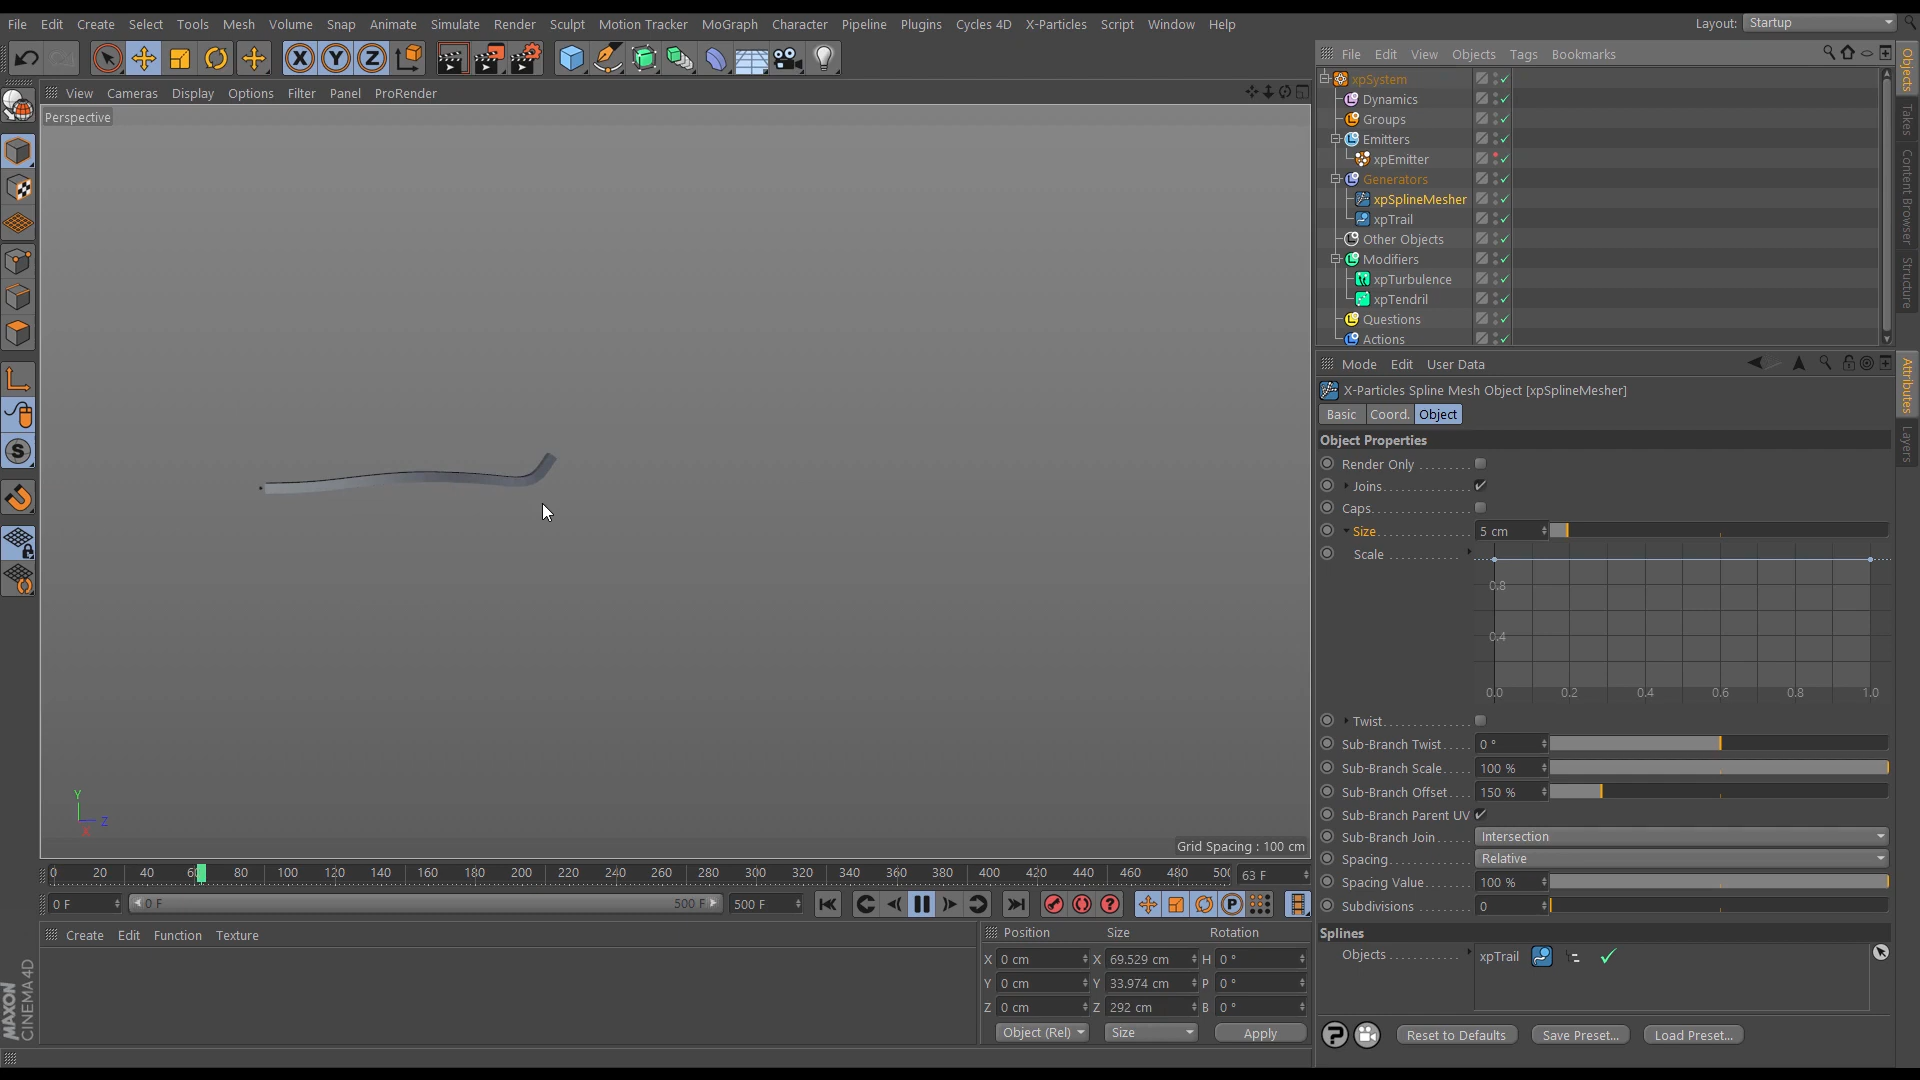 File Edit Create Select Tools Mesh Volume Snap Animate Simulate Render Sculpt Motion Tracker MoGraph Character Pipeline Plugins Cycles 4D X-Particles Script Window Help
Layout: Startup
File Edit View Objects Tags Bookmarks
View Cameras Display Options Filter Panel ProRender
Perspective
xpSystem
Dynamics
Groups
Emitters
xpEmitter
Generators
xpSplineMesher
xpTrail
Other Objects
Modifiers
xpTurbulence
xpTendril
Questions
Actions
Objects
Takes
Content Browser
Structure
Mode Edit User Data
X-Particles Spline Mesh Object [xpSplineMesher]
Basic Coord. Object
Attributes
Layers
Object Properties
Render Only
Joins
Caps
Size 5 cm
Scale
0.8
0.4
0.0 0.2 0.4 0.6 0.8 1.0
Twist
Sub-Branch Twist 0 °
Sub-Branch Scale 100 %
Sub-Branch Offset 150 %
Sub-Branch Parent UV
Sub-Branch Join Intersection
Spacing Relative
Spacing Value 100 %
Subdivisions 0
Splines
Objects xpTrail
Reset to Defaults Save Preset... Load Preset...
Y
Z
X
Grid Spacing : 100 cm
0 20 40 60 80 100 120 140 160 180 200 220 240 260 280 300 320 340 360 380 400 420 440 460 480 500 63 F
0 F 0 F 500 F 500 F
Create Edit Function Texture
Position Size Rotation
X 0 cm X 69.529 cm H 0 °
Y 0 cm Y 33.974 cm P 0 °
Z 0 cm Z 292 cm B 0 °
Object (Rel) Size Apply
MAXON
CINEMA 4D